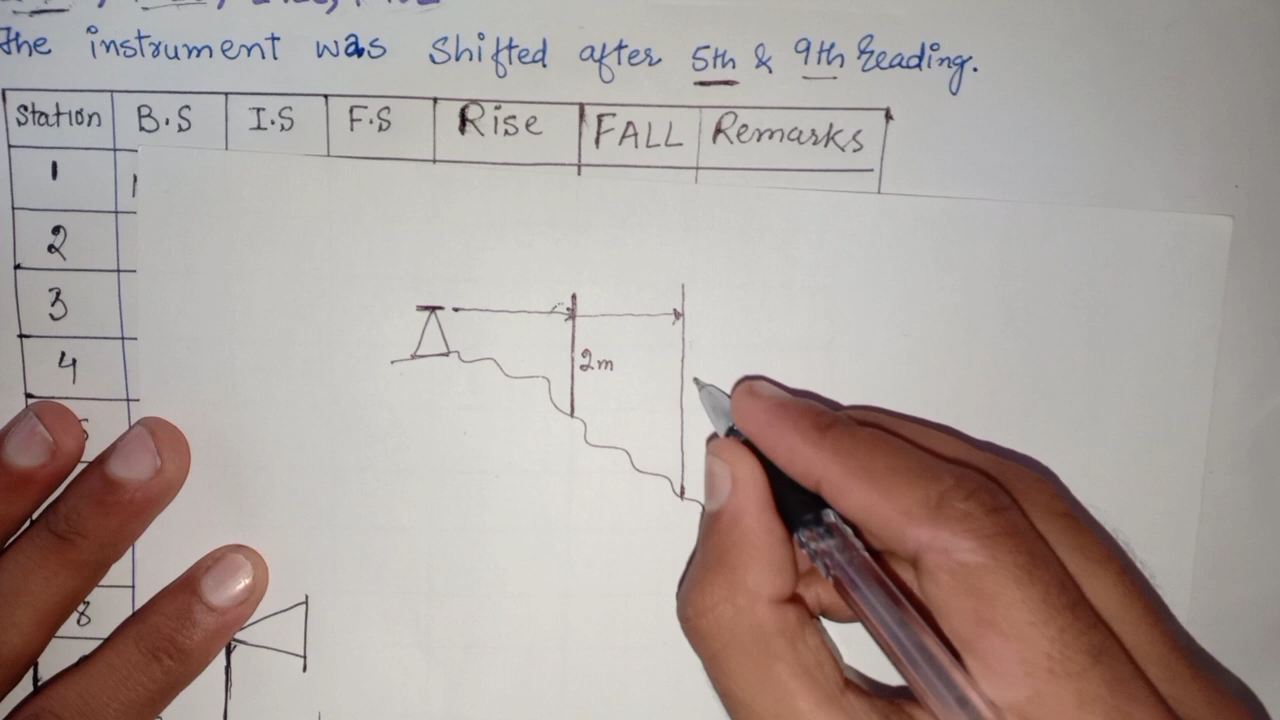 The instrument was Shifted after 5th & 9th Reading.
Station B.S I.S F.S Rise FALL Remarks
1
2
3
4
8
2m